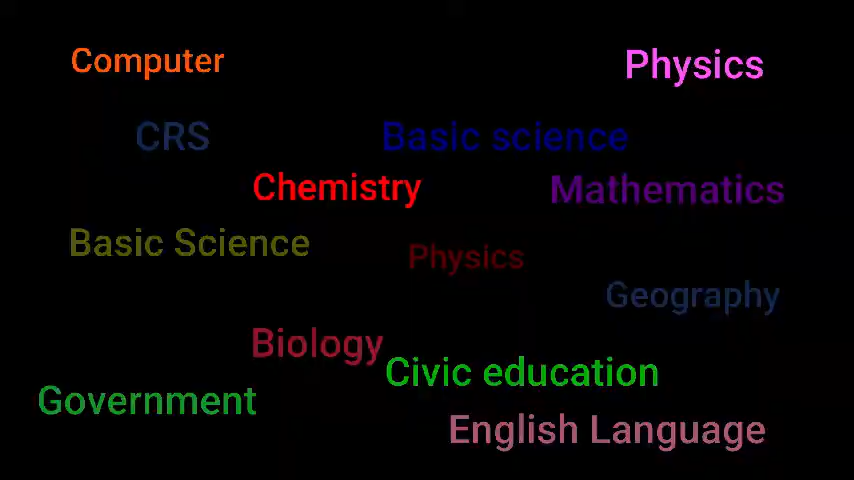 Computer
Physics
CRS
Basic science
Chemistry
Mathematics
Basic Science
Physics
Geography
Biology
Civic education
Government
English Language